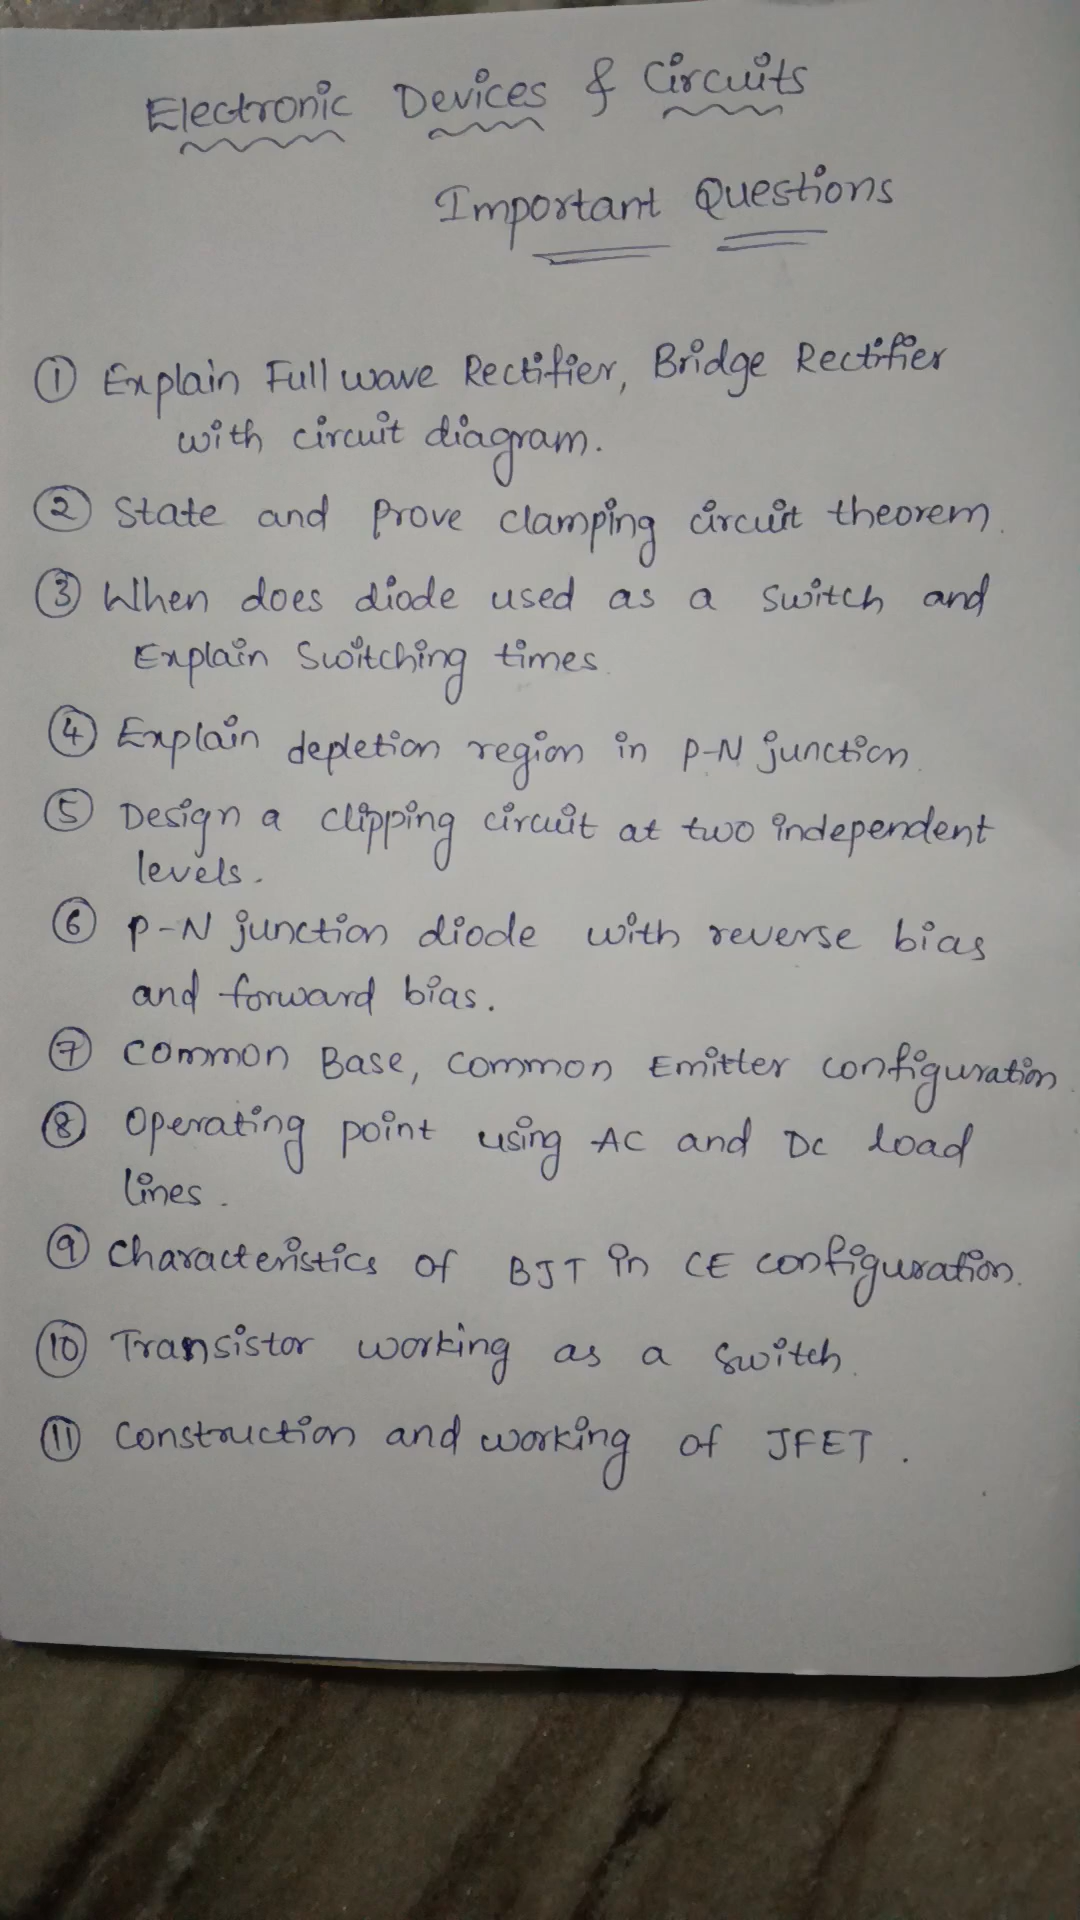 Electronic Devices & Circuits
Important Questions
① Explain Full wave Rectifier, Bridge Rectifier
with circuit diagram.
② State and Prove clamping circuit theorem.
③ When does diode used as a switch and
Explain Switching times.
④ Explain depletion region in P-N junction.
⑤ Design a clipping circuit at two independent
levels.
⑥ P-N junction diode with reverse bias
and forward bias.
⑦ Common Base, Common Emitter configuration.
⑧ Operating point using AC and DC load
lines.
⑨ Characteristics of BJT in CE configuration.
⑩ Transistor working as a switch.
⑪ Construction and working of JFET.